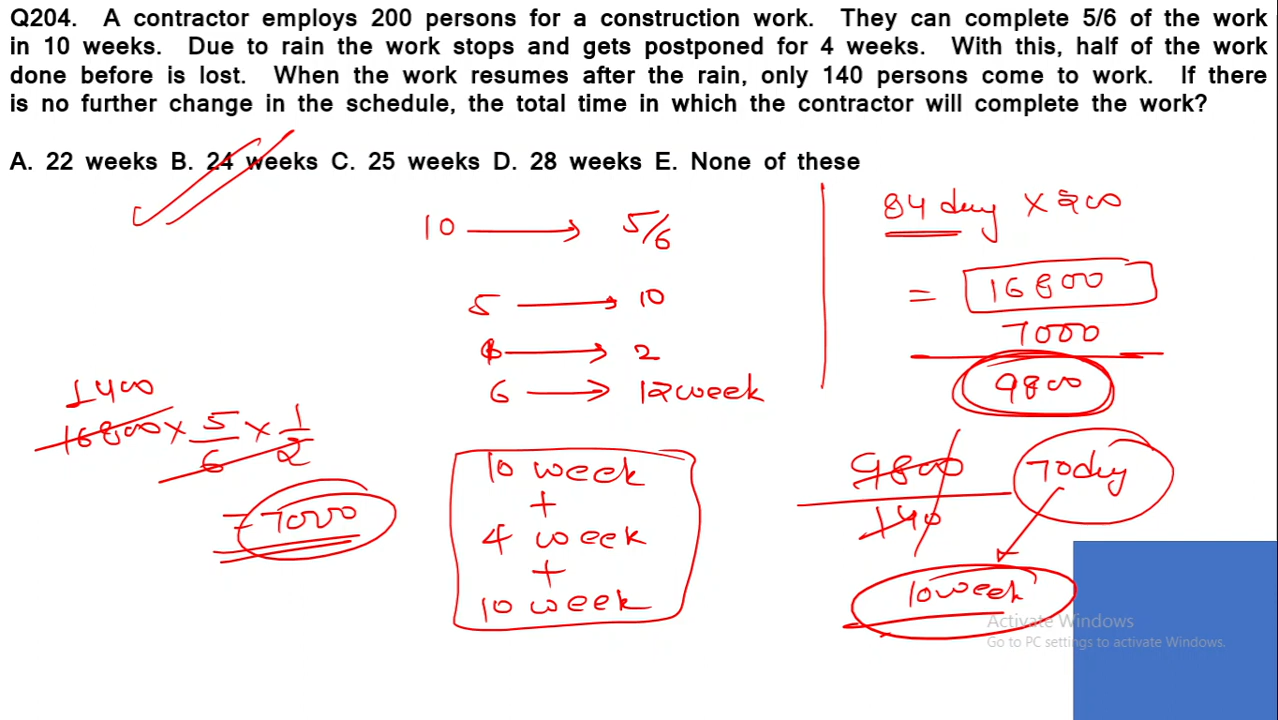 Q204. A contractor employs 200 persons for a construction work. They can complete 5/6 of the work
in 10 weeks. Due to rain the work stops and gets postponed for 4 weeks. With this, half of the work
done before is lost. When the work resumes after the rain, only 140 persons come to work. If there
is no further change in the schedule, the total time in which the contractor will complete the work?
A. 22 weeks B. 24 weeks C. 25 weeks D. 28 weeks E. None of these
10 → 5/6
5 → 10
→ 2
6 → 12 week
1400
16800 × 5/6 × 1/2
= 7000
10 week
+
4 week
+
10 week
84 day × 200
= 16800
7000
9800
9800/140
70 day
10 week
Activate Windows
Go to PC settings to activate Windows.